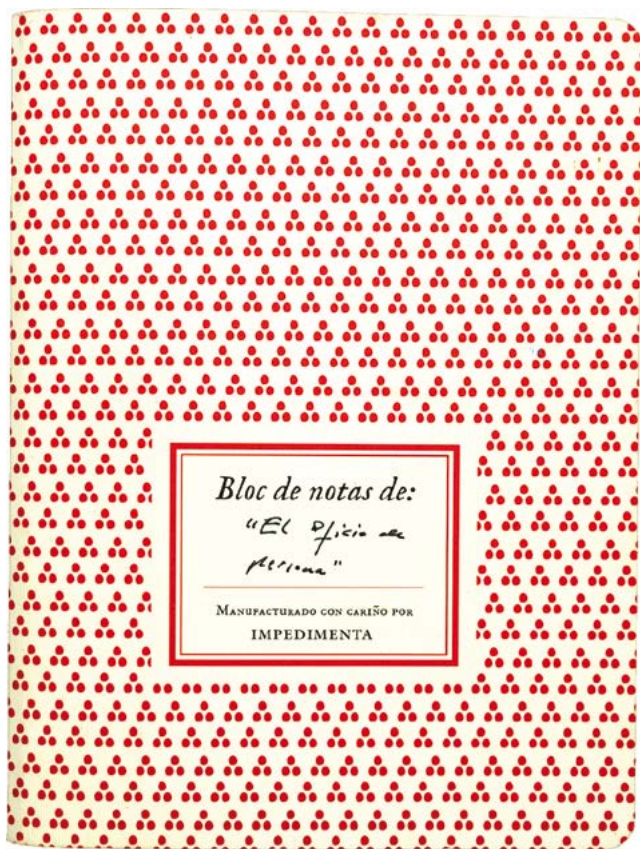 Bloc de notas de:
"El Oficio de
persona"
MANUFACTURADO CON CARIÑO POR
IMPEDIMENTA